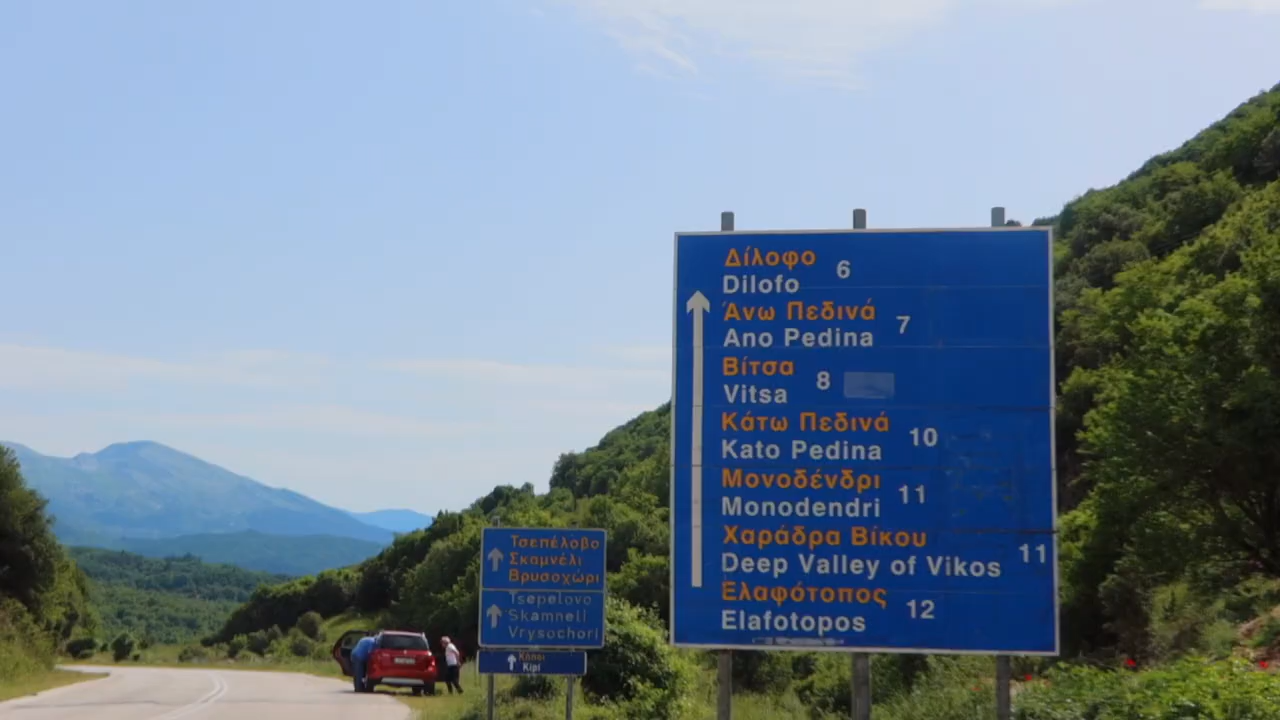 Δίλοφο 6
Dilofo
Άνω Πεδινά 7
Ano Pedina
Βίτσα 8
Vitsa
Κάτω Πεδινά 10
Kato Pedina
Μονοδένδρι 11
Monodendri
Χαράδρα Βίκου 11
Deep Valley of Vikos
Ελαφότοπος 12
Elafotopos
Τσεπέλοβο
Σκαμνέλι
Βρυσοχώρι
Tsepelovo
Skamneli
Vrysochori
Κήποι
Kipi